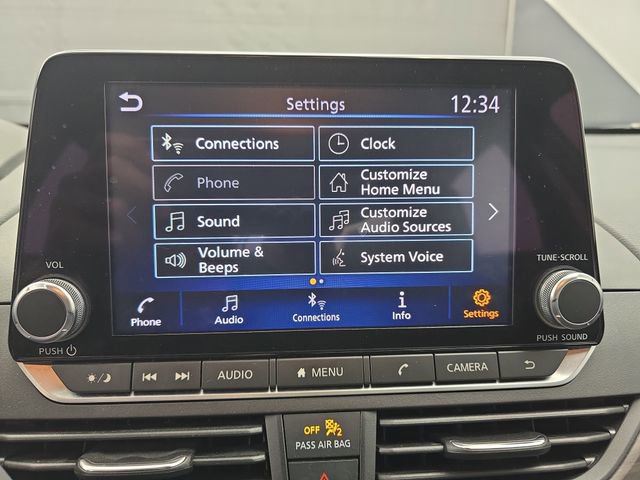 Settings
12:34
Connections
Clock
Phone
Customize
Home Menu
Sound
Customize
Audio Sources
Volume &
Beeps
System Voice
Phone
Audio
Connections
Info
Settings
VOL
PUSH
TUNE·SCROLL
PUSH SOUND
AUDIO
MENU
CAMERA
OFF 2
PASS AIR BAG